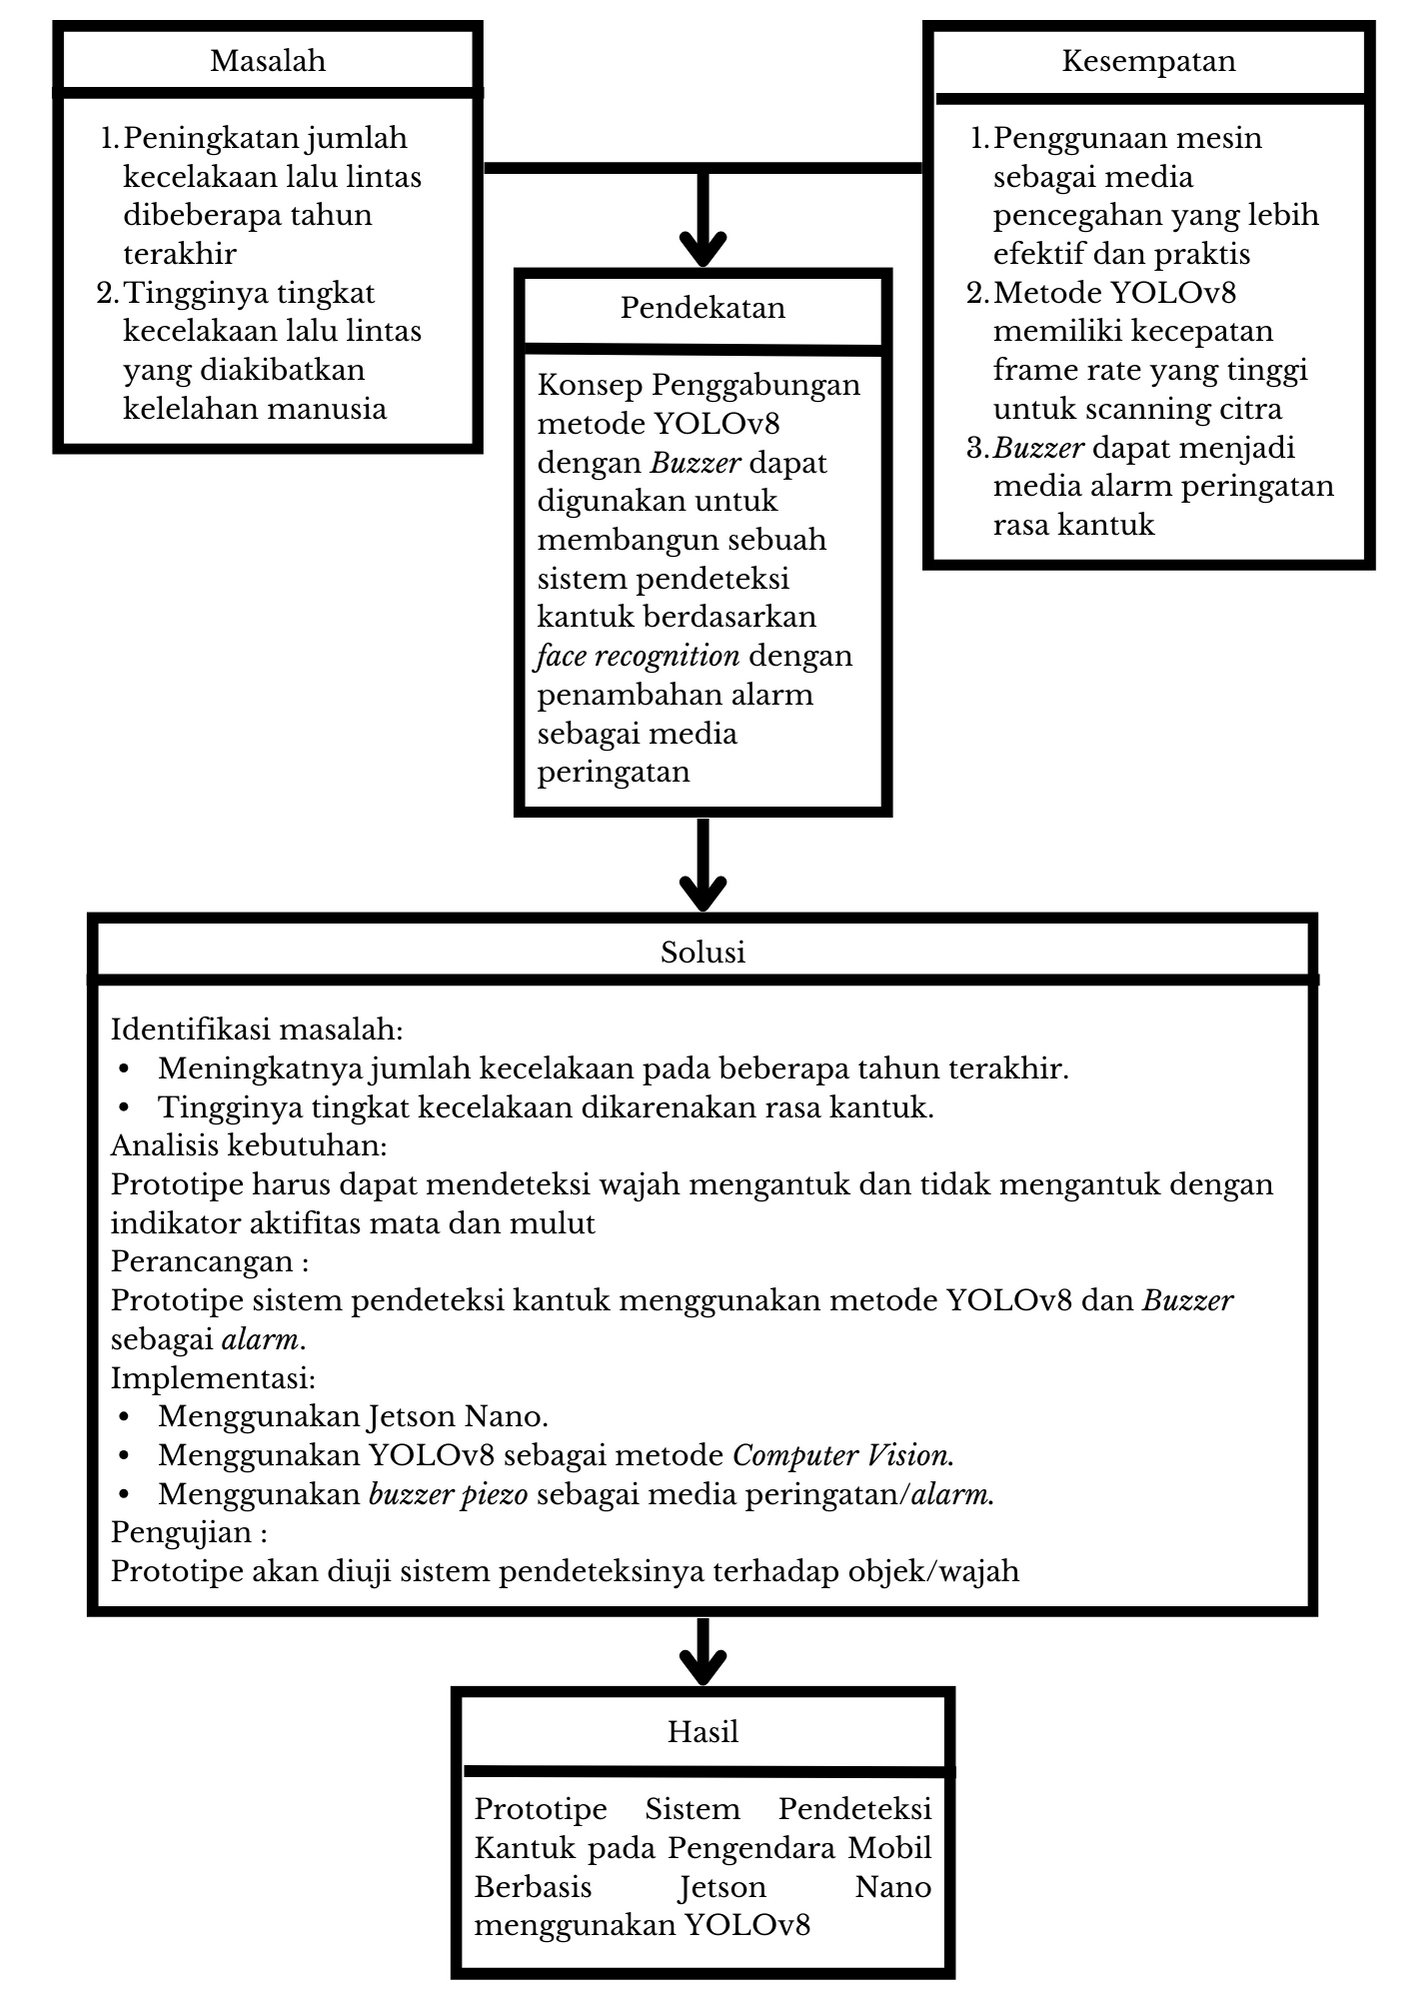 Masalah
1. Peningkatan jumlah
kecelakaan lalu lintas
dibeberapa tahun
terakhir
2. Tingginya tingkat
kecelakaan lalu lintas
yang diakibatkan
kelelahan manusia
Kesempatan
1. Penggunaan mesin
sebagai media
pencegahan yang lebih
efektif dan praktis
2. Metode YOLOv8
memiliki kecepatan
frame rate yang tinggi
untuk scanning citra
3. Buzzer dapat menjadi
media alarm peringatan
rasa kantuk
Pendekatan
Konsep Penggabungan
metode YOLOv8
dengan Buzzer dapat
digunakan untuk
membangun sebuah
sistem pendeteksi
kantuk berdasarkan
face recognition dengan
penambahan alarm
sebagai media
peringatan
Solusi
Identifikasi masalah:
• Meningkatnya jumlah kecelakaan pada beberapa tahun terakhir.
• Tingginya tingkat kecelakaan dikarenakan rasa kantuk.
Analisis kebutuhan:
Prototipe harus dapat mendeteksi wajah mengantuk dan tidak mengantuk dengan
indikator aktifitas mata dan mulut
Perancangan :
Prototipe sistem pendeteksi kantuk menggunakan metode YOLOv8 dan Buzzer
sebagai alarm.
Implementasi:
• Menggunakan Jetson Nano.
• Menggunakan YOLOv8 sebagai metode Computer Vision.
• Menggunakan buzzer piezo sebagai media peringatan/alarm.
Pengujian :
Prototipe akan diuji sistem pendeteksinya terhadap objek/wajah
Hasil
Prototipe Sistem Pendeteksi
Kantuk pada Pengendara Mobil
Berbasis Jetson Nano
menggunakan YOLOv8